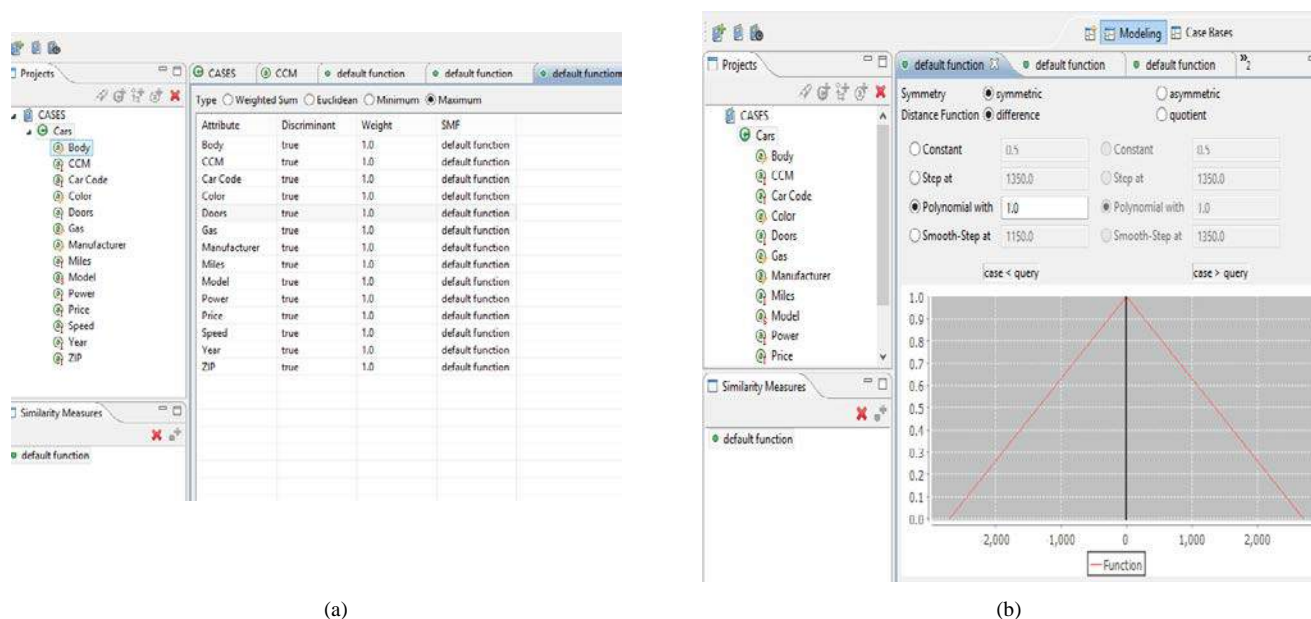 Projects
CASES
Cars
Body
CCM
Car Code
Color
Doors
Gas
Manufacturer
Miles
Model
Power
Price
Speed
Year
ZIP
Similarity Measures
default function
CASES CCM default function default function default function
Type Weighted Sum Euclidean Minimum Maximum
Attribute Discriminant Weight SMF
Body true 1.0 default function
CCM true 1.0 default function
Car Code true 1.0 default function
Color true 1.0 default function
Doors true 1.0 default function
Gas true 1.0 default function
Manufacturer true 1.0 default function
Miles true 1.0 default function
Model true 1.0 default function
Power true 1.0 default function
Price true 1.0 default function
Speed true 1.0 default function
Year true 1.0 default function
ZIP true 1.0 default function
(a)
Modeling Case Bases
Projects
CASES
Cars
Body
CCM
Car Code
Color
Doors
Gas
Manufacturer
Miles
Model
Power
Price
Similarity Measures
default function
default function default function default function »2
Symmetry symmetric asymmetric
Distance Function difference quotient
Constant 0.5 Constant 0.5
Step at 1350.0 Step at 1350.0
Polynomial with 1.0 Polynomial with 1.0
Smooth-Step at 1150.0 Smooth-Step at 1350.0
case < query case > query
1.0
0.9
0.8
0.7
0.6
0.5
0.4
0.3
0.2
0.1
0.0
-2,000 -1,000 0 1,000 2,000
Function
(b)